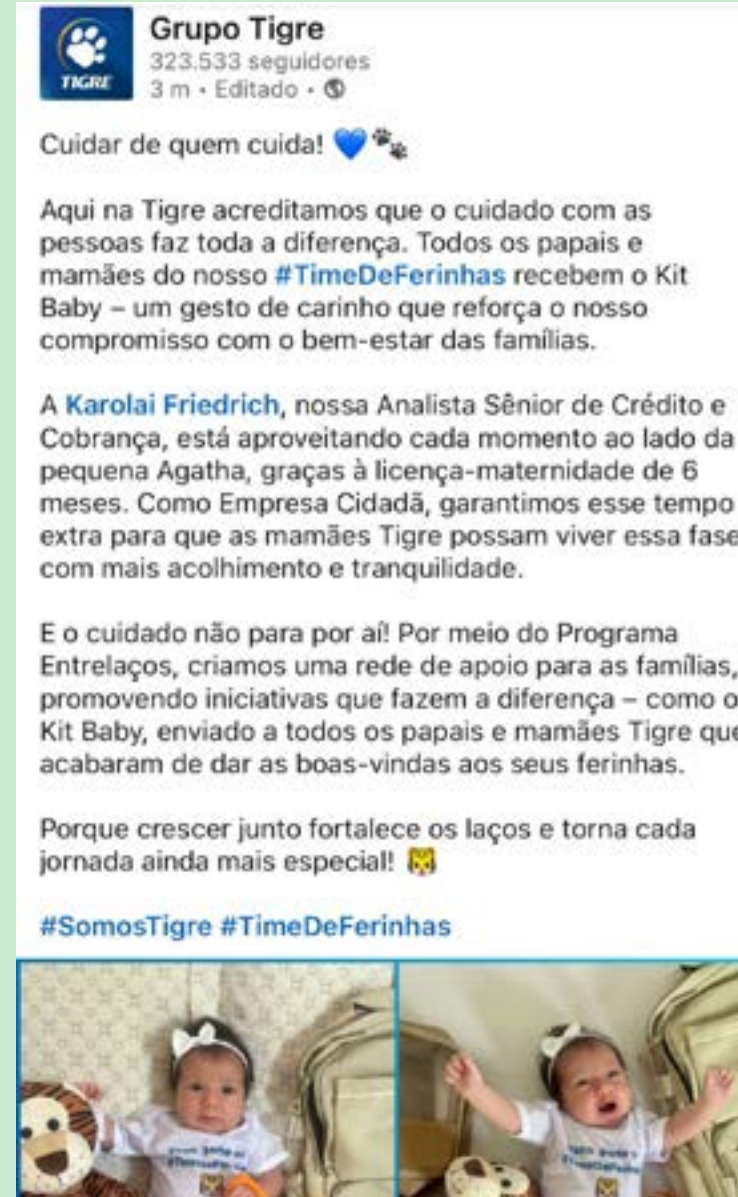 TIGRE
Grupo Tigre
323.533 seguidores
3 m • Editado •
Cuidar de quem cuida! 💙🐾
Aqui na Tigre acreditamos que o cuidado com as
pessoas faz toda a diferença. Todos os papais e
mamães do nosso #TimeDeFerinhas recebem o Kit
Baby – um gesto de carinho que reforça o nosso
compromisso com o bem-estar das famílias.
A Karolai Friedrich, nossa Analista Sênior de Crédito e
Cobrança, está aproveitando cada momento ao lado da
pequena Agatha, graças à licença-maternidade de 6
meses. Como Empresa Cidadã, garantimos esse tempo
extra para que as mamães Tigre possam viver essa fase
com mais acolhimento e tranquilidade.
E o cuidado não para por aí! Por meio do Programa
Entrelaços, criamos uma rede de apoio para as famílias,
promovendo iniciativas que fazem a diferença – como o
Kit Baby, enviado a todos os papais e mamães Tigre que
acabaram de dar as boas-vindas aos seus ferinhas.
Porque crescer junto fortalece os laços e torna cada
jornada ainda mais especial! 🐯
#SomosTigre #TimeDeFerinhas